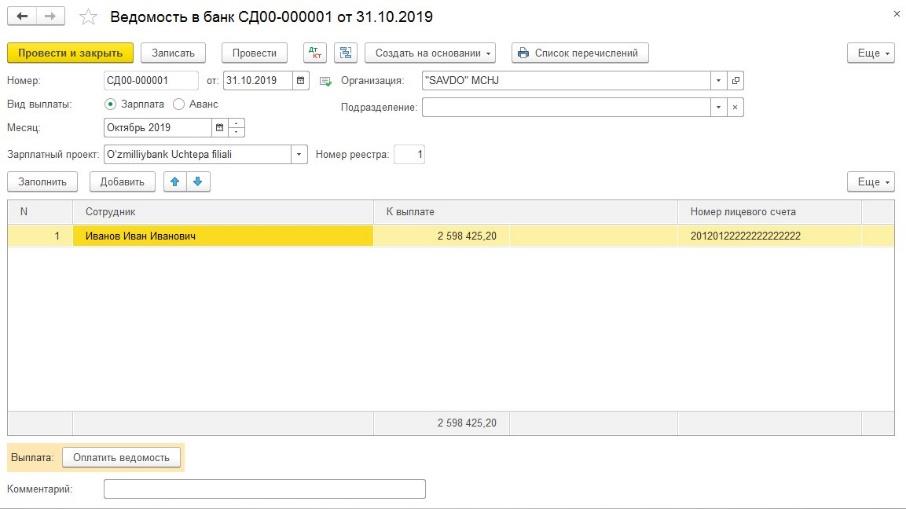 Ведомость в банк СД00-000001 от 31.10.2019
Провести и закрыть Записать Провести Дт Кт Создать на основании Список перечислений Еще
Номер: СД00-000001 от: 31.10.2019 Организация: "SAVDO" MCHJ
Вид выплаты: Зарплата Аванс Подразделение:
Месяц: Октябрь 2019
Зарплатный проект: O'zmilliybank Uchtepa filiali Номер реестра: 1
Заполнить Добавить Еще
N Сотрудник К выплате Номер лицевого счета
1 Иванов Иван Иванович 2 598 425,20 20120122222222222222
2 598 425,20
Выплата: Оплатить ведомость
Комментарий: